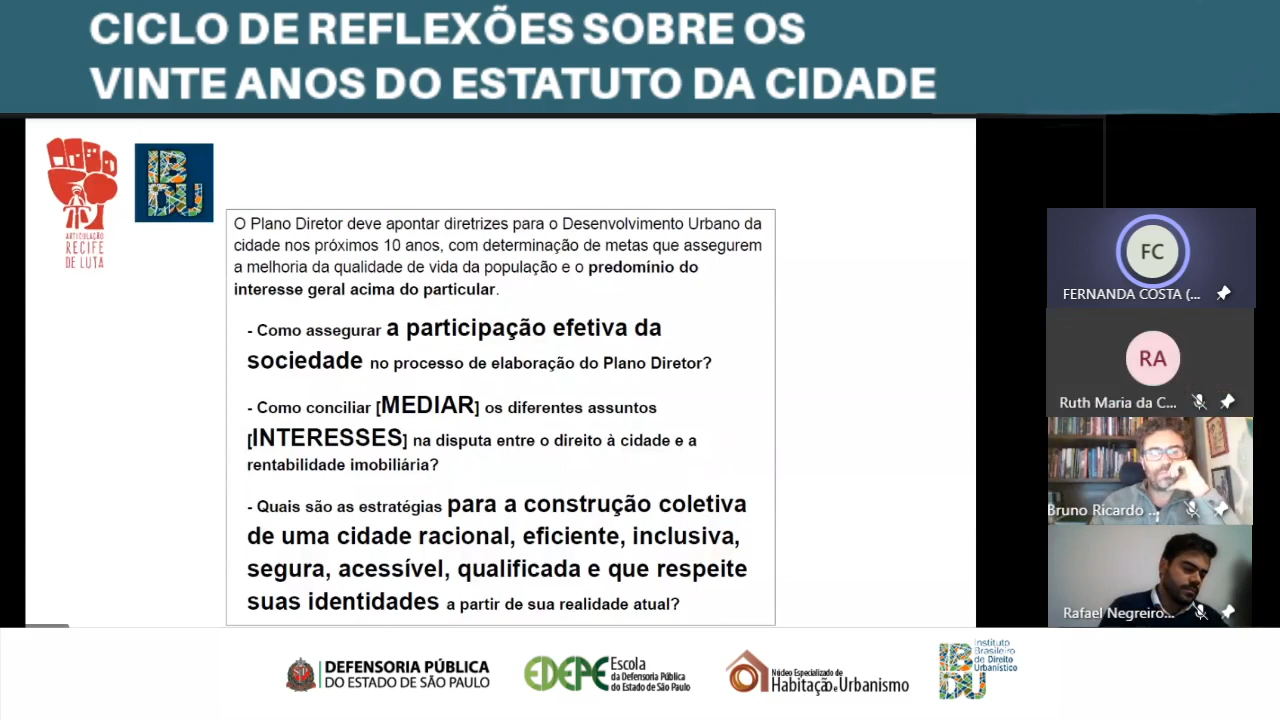 CICLO DE REFLEXÕES SOBRE OS
VINTE ANOS DO ESTATUTO DA CIDADE
ARTICULAÇÃO
RECIFE
DE LUTA
IB
DU
O Plano Diretor deve apontar diretrizes para o Desenvolvimento Urbano da
cidade nos próximos 10 anos, com determinação de metas que assegurem
a melhoria da qualidade de vida da população e o predomínio do
interesse geral acima do particular.
- Como assegurar a participação efetiva da
sociedade no processo de elaboração do Plano Diretor?
- Como conciliar [MEDIAR] os diferentes assuntos
[INTERESSES] na disputa entre o direito à cidade e a
rentabilidade imobiliária?
- Quais são as estratégias para a construção coletiva
de uma cidade racional, eficiente, inclusiva,
segura, acessível, qualificada e que respeite
suas identidades a partir de sua realidade atual?
FC
FERNANDA COSTA (...
RA
Ruth Maria da C...
Bruno Ricardo ...
Rafael Negreiro...
DEFENSORIA PÚBLICA
DO ESTADO DE SÃO PAULO
EDEPE
Escola
da Defensoria Pública
do Estado de São Paulo
Núcleo Especializado de
Habitação e Urbanismo
IB
DU
Instituto
Brasileiro
de Direito
Urbanístico